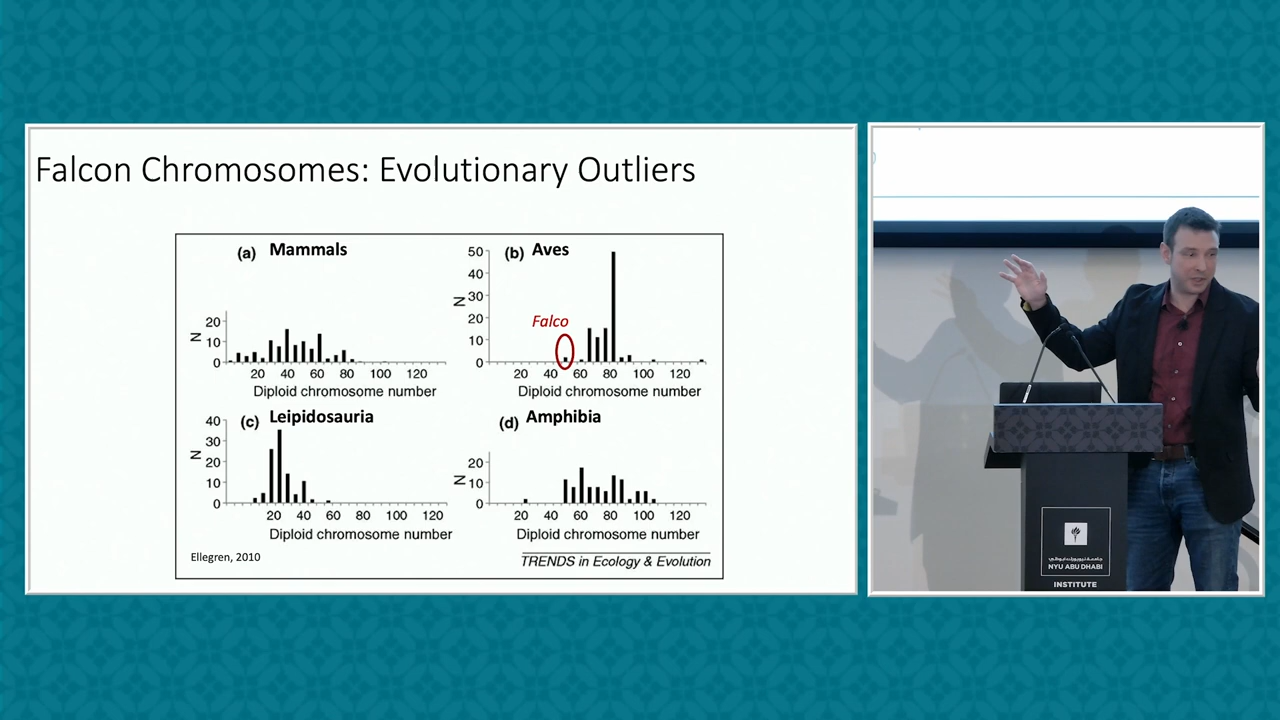 Falcon Chromosomes: Evolutionary Outliers
(a) Mammals
N
20
10
0
20 40 60 80 100 120
Diploid chromosome number
(b) Aves
N
50
40
30
20
10
0
Falco
20 40 60 80 100 120
Diploid chromosome number
(c) Leipidosauria
N
40
30
20
10
0
20 40 60 80 100 120
Diploid chromosome number
(d) Amphibia
N
20
10
0
20 40 60 80 100 120
Diploid chromosome number
Ellegren, 2010
TRENDS in Ecology & Evolution
جامعة نيويورك أبوظبي
NYU ABU DHABI
INSTITUTE